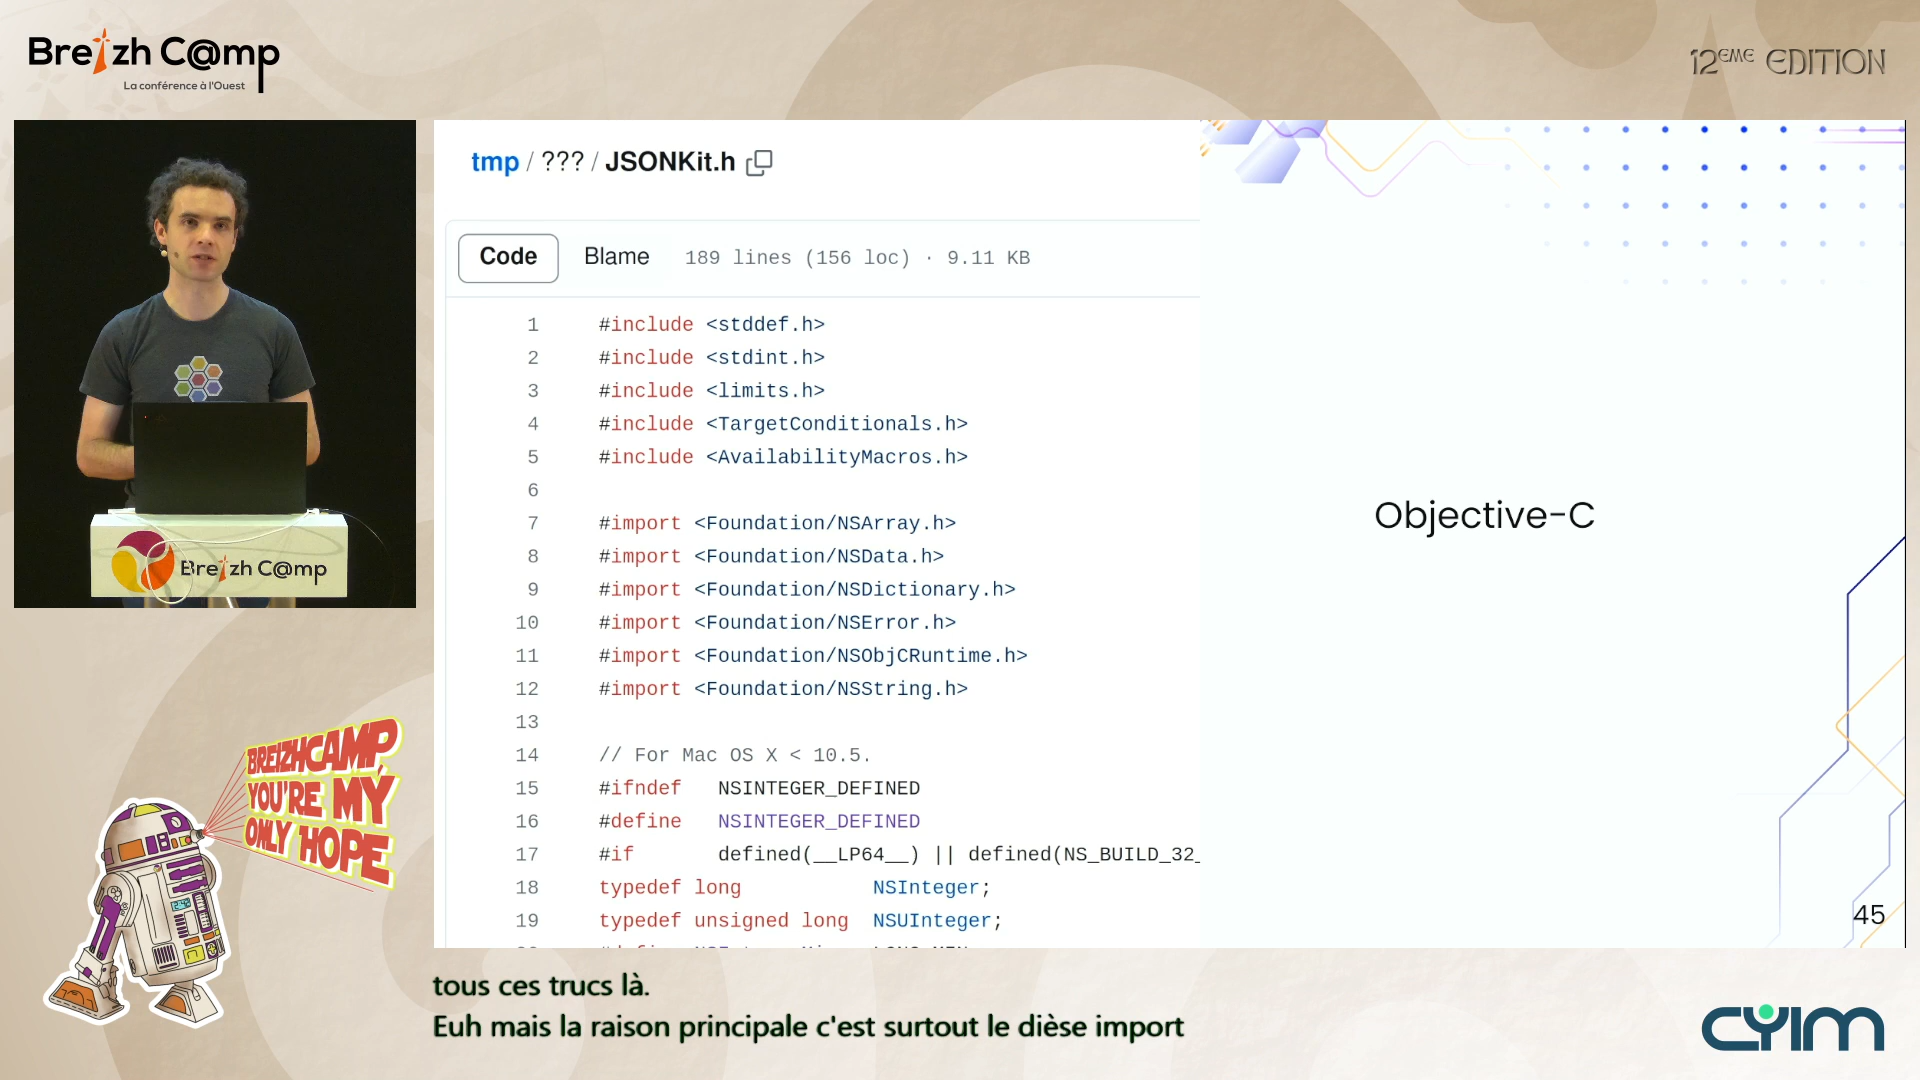 Breizh C@mp
La conférence à l'Ouest
12EME EDITION
tmp / ??? / JSONKit.h
Code Blame 189 lines (156 loc) · 9.11 KB
1 #include <stddef.h>
2 #include <stdint.h>
3 #include <limits.h>
4 #include <TargetConditionals.h>
5 #include <AvailabilityMacros.h>
6
7 #import <Foundation/NSArray.h>
8 #import <Foundation/NSData.h>
9 #import <Foundation/NSDictionary.h>
10 #import <Foundation/NSError.h>
11 #import <Foundation/NSObjCRuntime.h>
12 #import <Foundation/NSString.h>
13
14 // For Mac OS X < 10.5.
15 #ifndef NSINTEGER_DEFINED
16 #define NSINTEGER_DEFINED
17 #if defined(__LP64__) || defined(NS_BUILD_32_
18 typedef long NSInteger;
19 typedef unsigned long NSUInteger;
Objective-C
45
Breizh C@mp
BREIZHCAMP,
YOU'RE MY
ONLY HOPE
tous ces trucs là.
Euh mais la raison principale c'est surtout le dièse import
CYIM